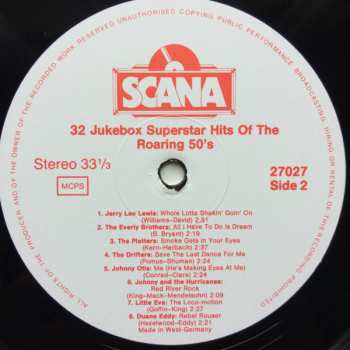 ALL RIGHTS OF THE PRODUCER AND OF THE OWNER OF THE RECORDED WORK RESERVED UNAUTHORISED COPYING PUBLIC PERFORMANCE BROADCASTING, HIRING OR RENTAL OF THIS RECORDING PROHIBITED
SCANA
32 Jukebox Superstar Hits Of The
Roaring 50's
Stereo 33⅓
27027
MCPS
Side 2
1. Jerry Lee Lewis: Whole Lotta Shakin' Goin' On
(Williams-David) 2,51
2. The Everly Brothers: All I Have To Do Is Dream
(B. Bryant) 2:19
3. The Platters: Smoke Gets in Your Eyes
(Kern-Harbach) 2:37
4. The Drifters: Save The Last Dance For Me
(Pomus-Shuman) 2:24
5. Johnny Otis: Ma (He's Making Eyes At Me)
(Conrad-Clare) 2:24
6. Johnny and the Hurricanes:
Red River Rock
(King-Mack-Mendelsohn) 2:06
7. Little Eva: The Loco-motion
(Goffin-King) 2:27
8. Duane Eddy: Rebel Rouser
(Hazelwood-Eddy) 2:27
Made in West-Germany